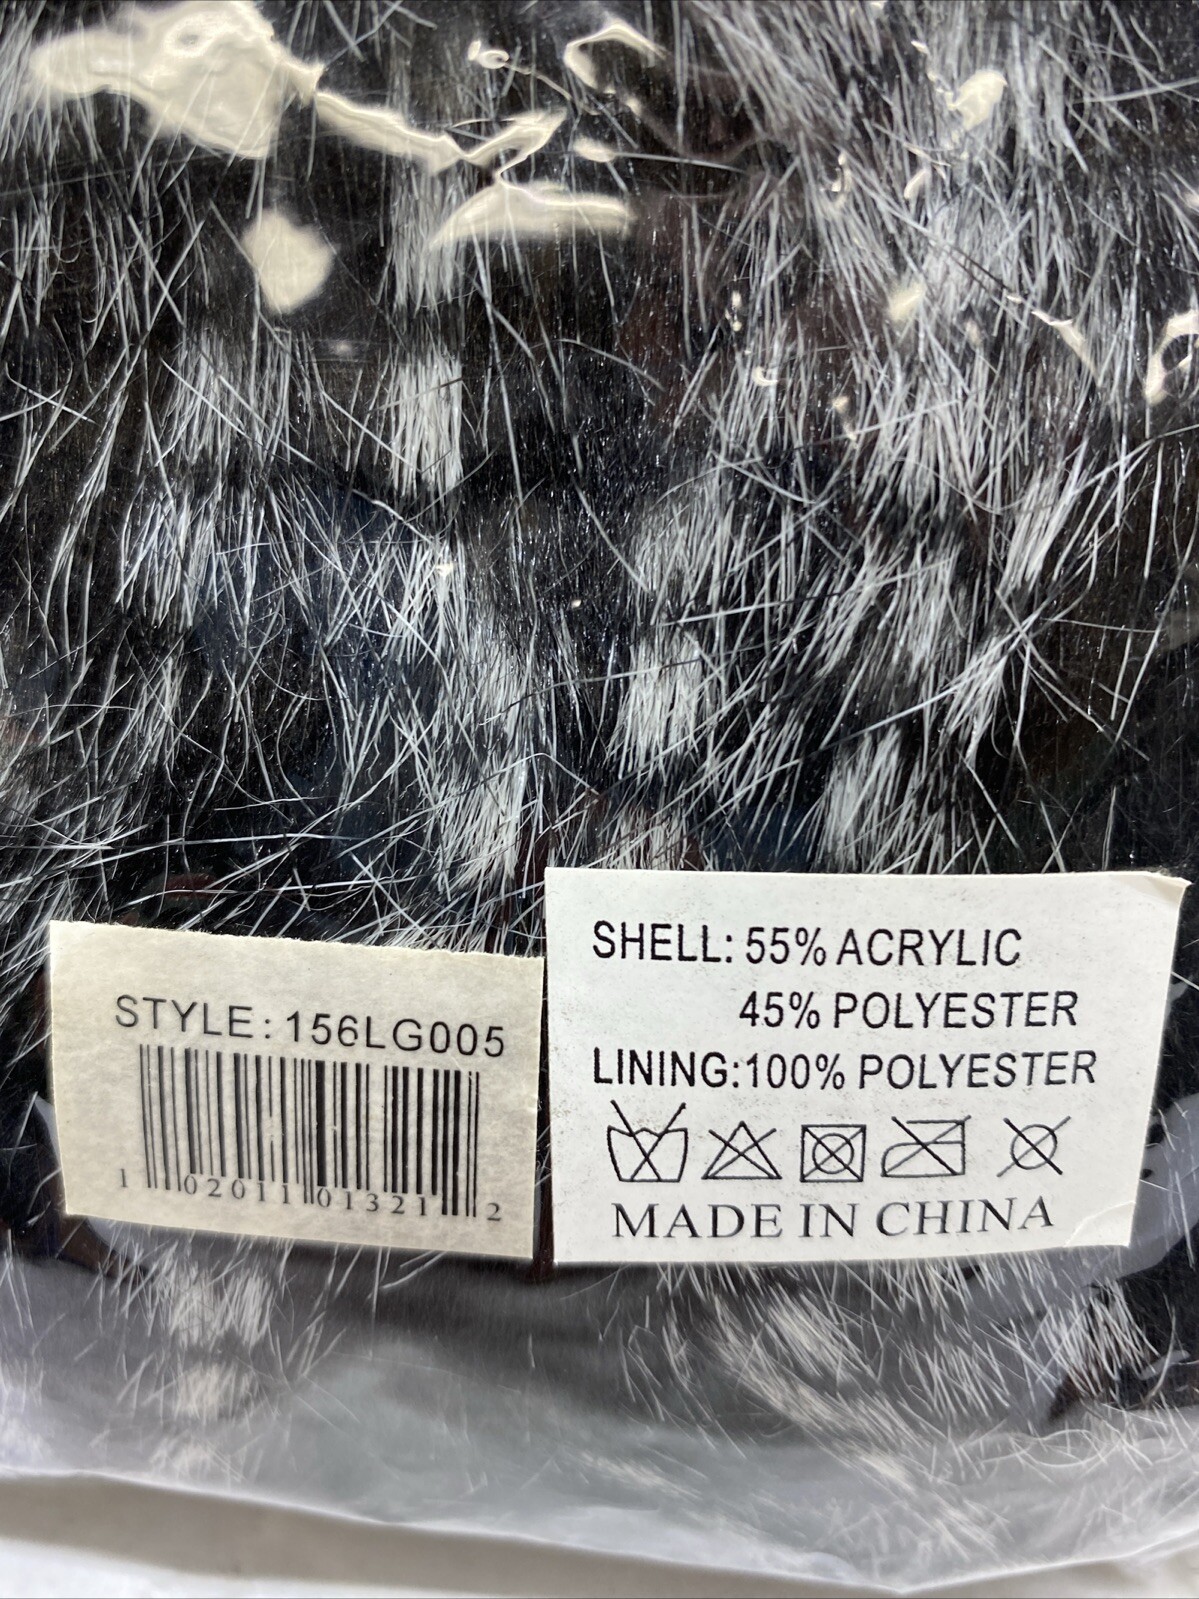 STYLE: 156LG005
1 02011 01321 2
SHELL: 55% ACRYLIC
45% POLYESTER
LINING:100% POLYESTER
MADE IN CHINA